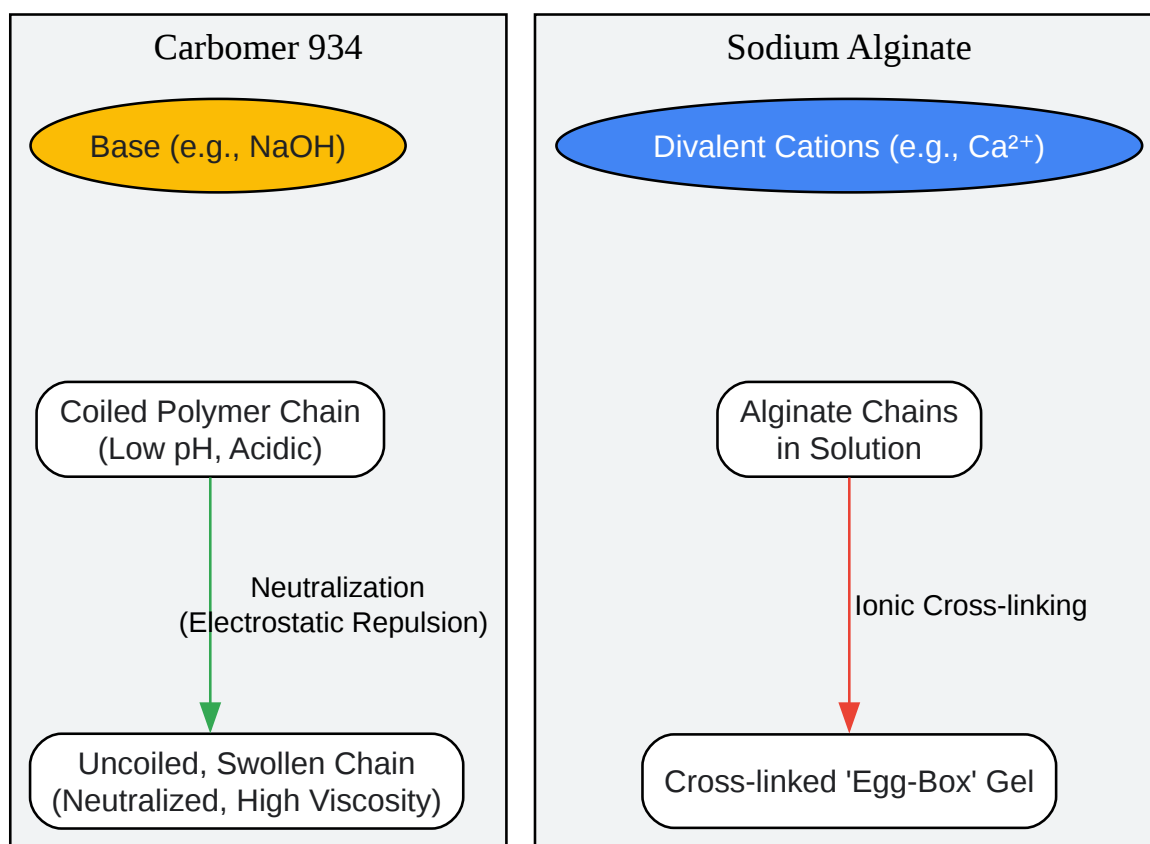 Carbomer 934
Base (e.g., NaOH)
Coiled Polymer Chain
(Low pH, Acidic)
Neutralization
(Electrostatic Repulsion)
Uncoiled, Swollen Chain
(Neutralized, High Viscosity)
Sodium Alginate
Divalent Cations (e.g., Ca²⁺)
Alginate Chains
in Solution
Ionic Cross-linking
Cross-linked 'Egg-Box' Gel